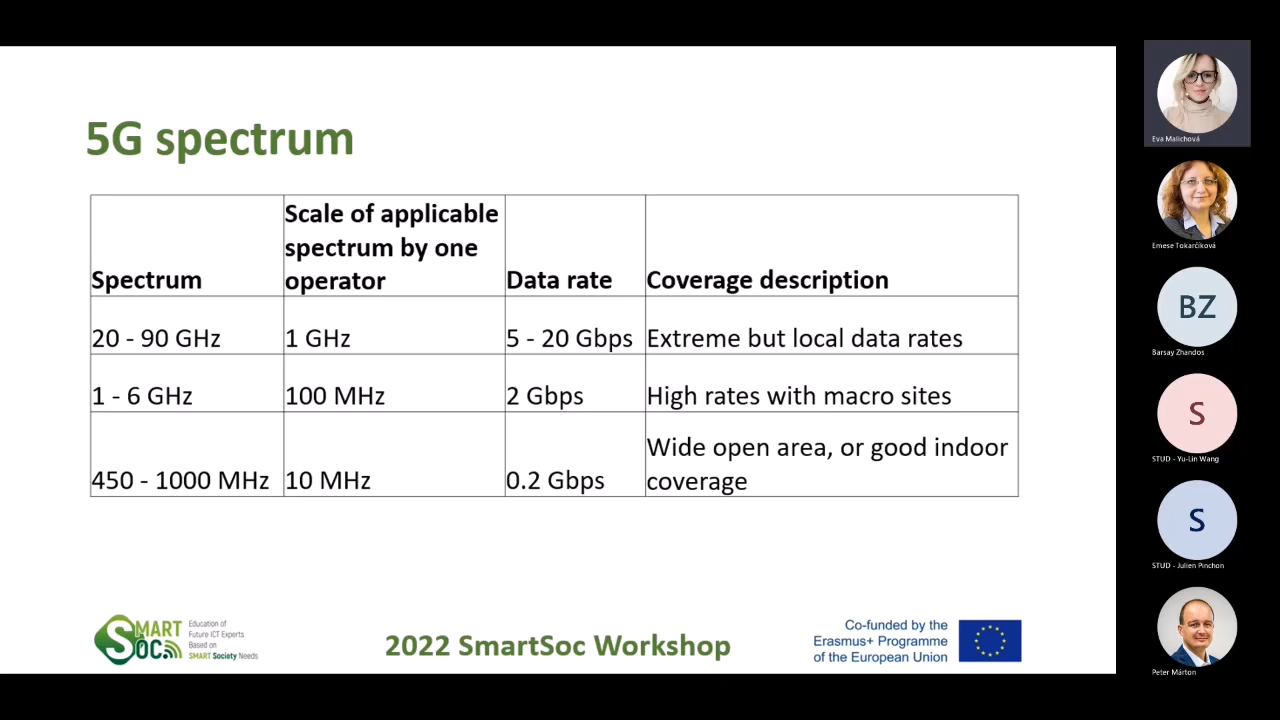 5G spectrum
Scale of applicable
spectrum by one
Spectrum operator Data rate Coverage description
20 - 90 GHz 1 GHz 5 - 20 Gbps Extreme but local data rates
1 - 6 GHz 100 MHz 2 Gbps High rates with macro sites
Wide open area, or good indoor
450 - 1000 MHz 10 MHz 0.2 Gbps coverage
SMART
SOC
Education of
Future ICT Experts
Based on
SMART Society Needs
2022 SmartSoc Workshop
Co-funded by the
Erasmus+ Programme
of the European Union
Eva Malichová
Emese Tokarčíková
BZ
Barsay Zhandos
S
STUD - Yu-Lin Wang
S
STUD - Julien Pinchon
Peter Márton